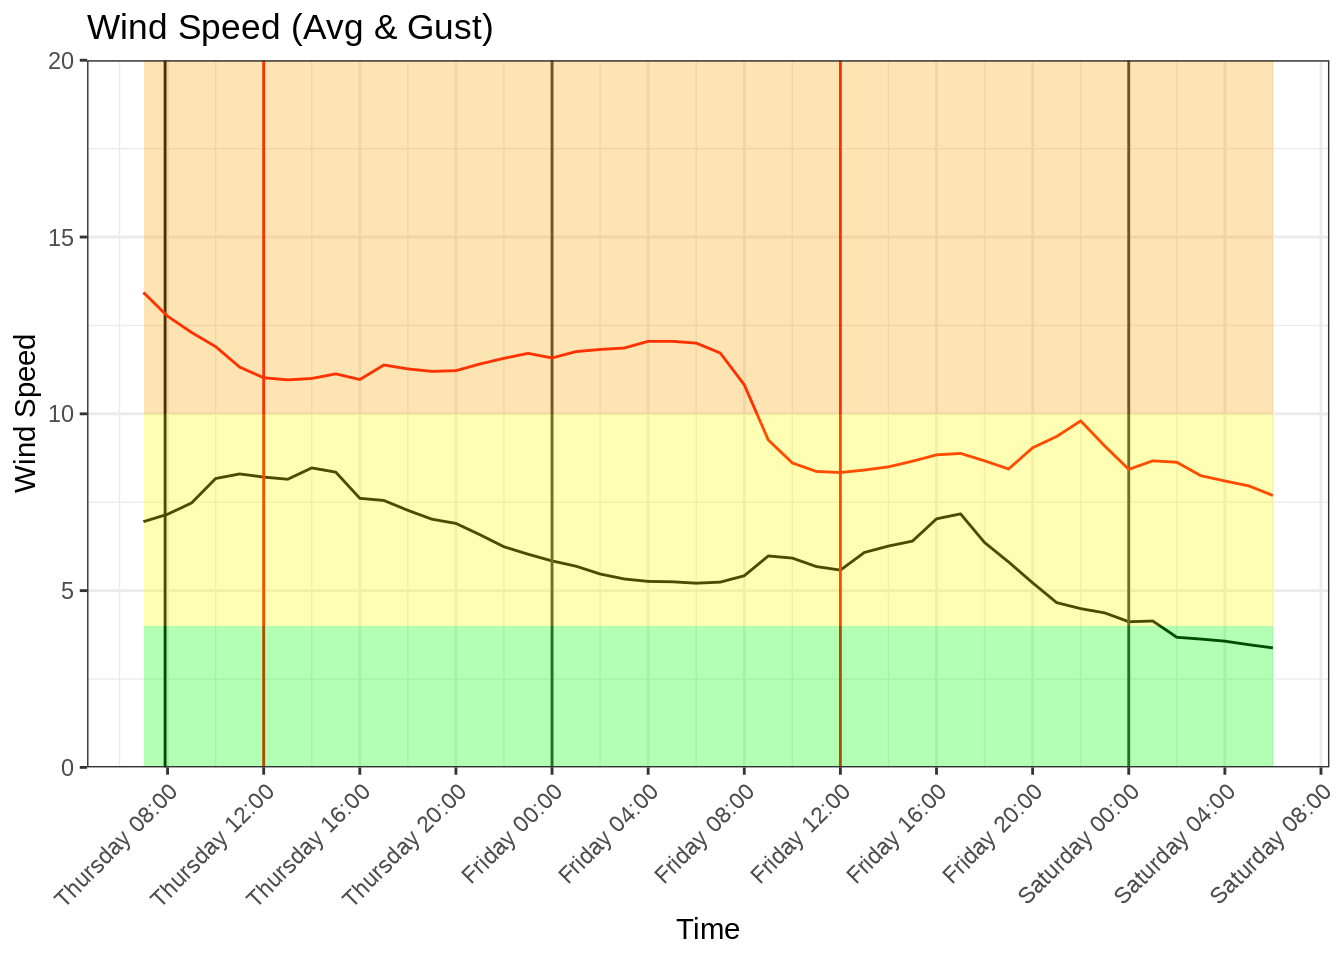 Wind Speed (Avg & Gust)
20
15
10
5
0
Wind Speed
Thursday 08:00
Thursday 12:00
Thursday 16:00
Thursday 20:00
Friday 00:00
Friday 04:00
Friday 08:00
Friday 12:00
Friday 16:00
Friday 20:00
Saturday 00:00
Saturday 04:00
Saturday 08:00
Time